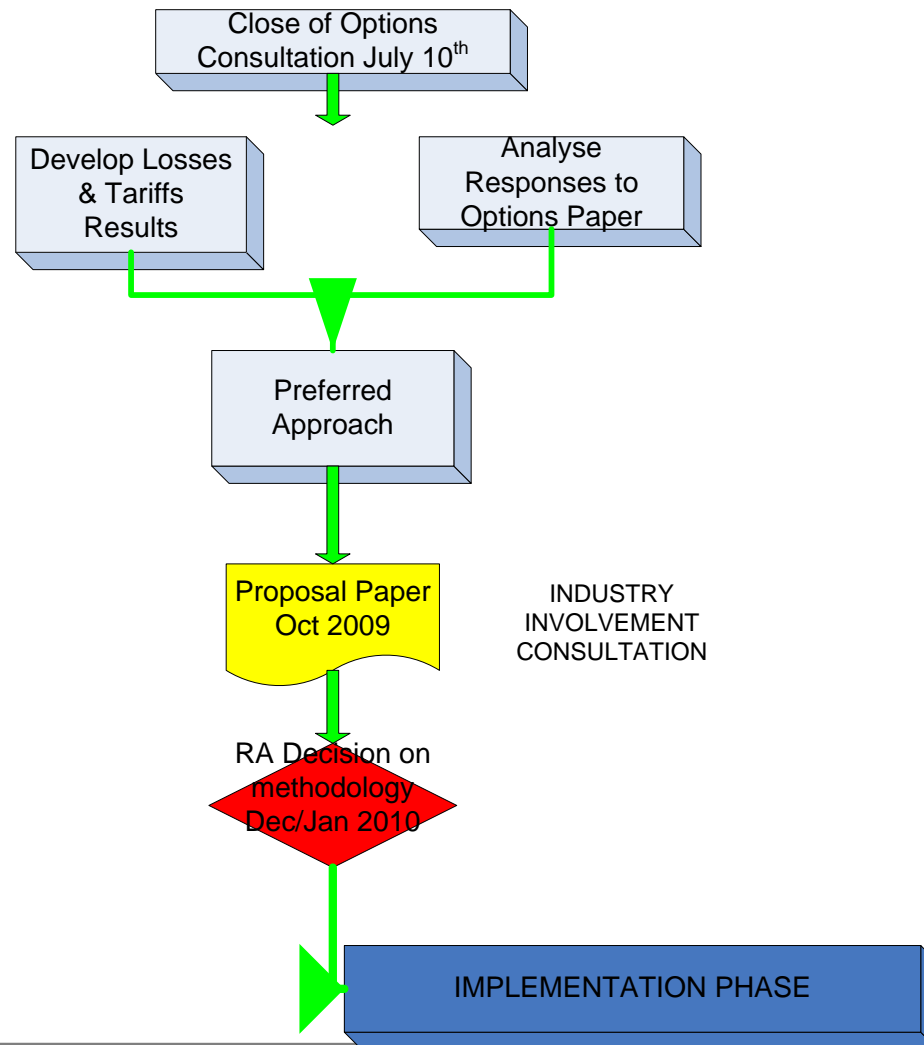 Close of Options
Consultation July 10th
Develop Losses
& Tariffs
Results
Analyse
Responses to
Options Paper
Preferred
Approach
Proposal Paper
Oct 2009
INDUSTRY
INVOLVEMENT
CONSULTATION
RA Decision on
methodology
Dec/Jan 2010
IMPLEMENTATION PHASE